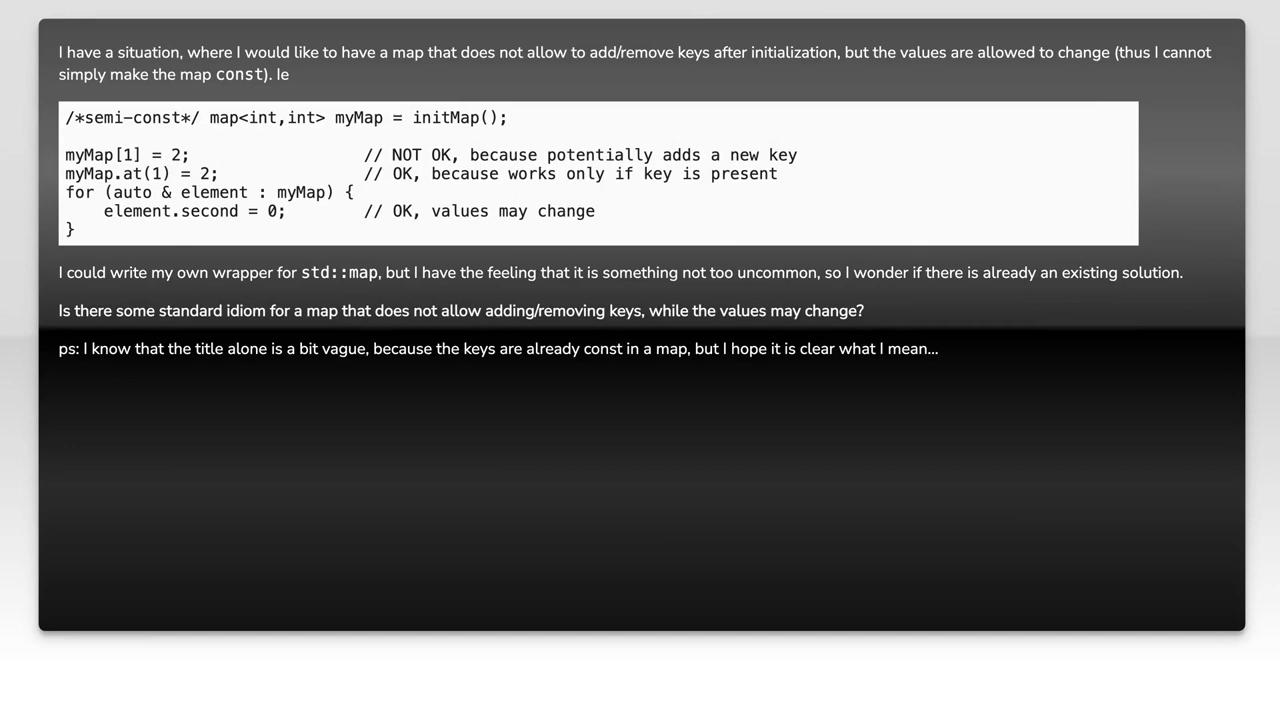 I have a situation, where I would like to have a map that does not allow to add/remove keys after initialization, but the values are allowed to change (thus I cannot
simply make the map const). Ie
/*semi-const*/ map<int,int> myMap = initMap();
myMap[1] = 2;                  // NOT OK, because potentially adds a new key
myMap.at(1) = 2;               // OK, because works only if key is present
for (auto & element : myMap) {
    element.second = 0;        // OK, values may change
}
I could write my own wrapper for std::map, but I have the feeling that it is something not too uncommon, so I wonder if there is already an existing solution.
Is there some standard idiom for a map that does not allow adding/removing keys, while the values may change?
ps: I know that the title alone is a bit vague, because the keys are already const in a map, but I hope it is clear what I mean...